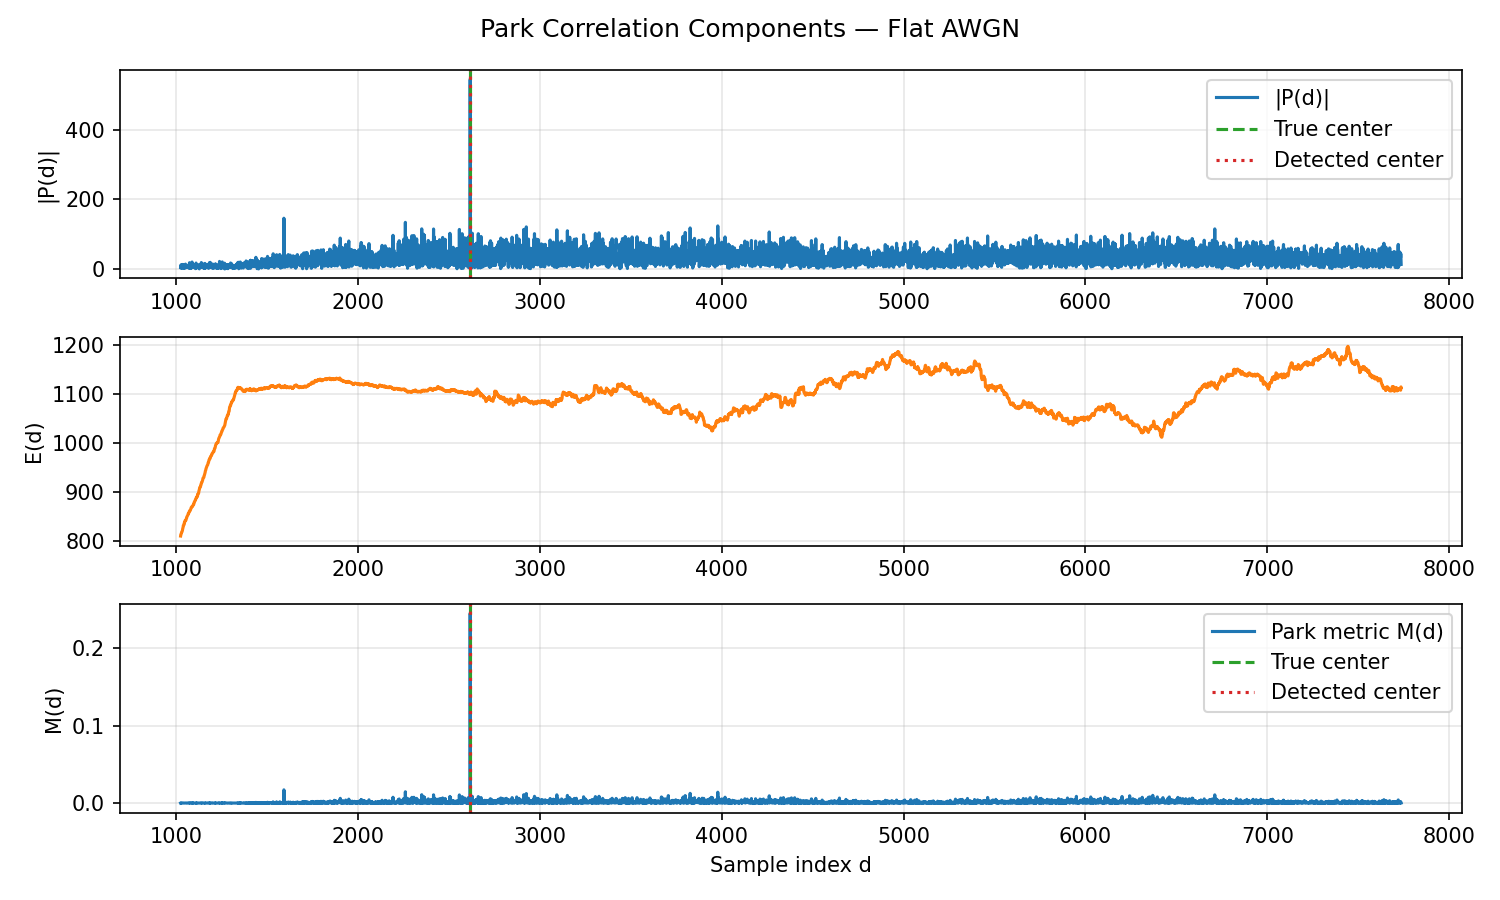 Park Correlation Components — Flat AWGN
|P(d)|
400
200
0
|P(d)|
True center
Detected center
1000 2000 3000 4000 5000 6000 7000 8000
E(d)
1200
1100
1000
900
800
1000 2000 3000 4000 5000 6000 7000 8000
M(d)
0.2
0.1
0.0
Park metric M(d)
True center
Detected center
1000 2000 3000 4000 5000 6000 7000 8000
Sample index d